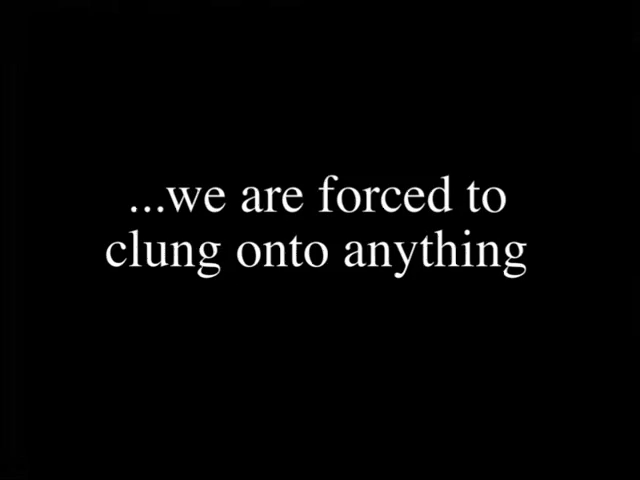 ...we are forced to
clung onto anything